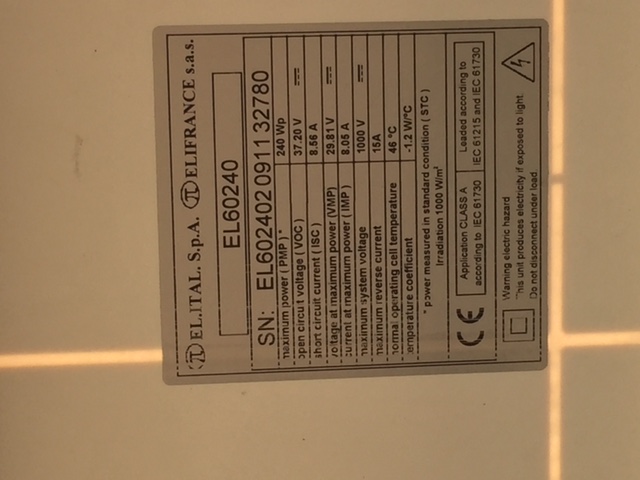 EL.ITAL. S.p.A. ELIFRANCE s.a.s.
EL60240
SN: EL602402091132780
maximum power (PMP)* 240 Wp
open circuit voltage (VOC) 37.20 V
short circuit current (ISC) 8.56 A
voltage at maximum power (VMP) 29.81 V
current at maximum power (IMP) 8.05 A
maximum system voltage 1000 V
maximum reverse current 15A
normal operating cell temperature 46 °C
temperature coefficient -1.2 W/°C
* power measured in standard condition (STC)
Irradiation 1000 W/m²
CE
Application CLASS A
according to IEC 61730
Leaded according to
IEC 61215 and IEC 61730
Warning electric hazard
This unit produces electricity if exposed to light.
Do not disconnect under load.